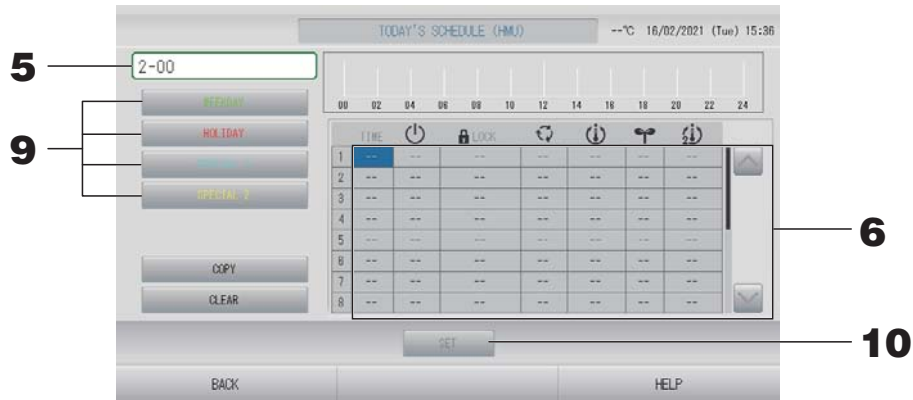 TODAY'S SCHEDULE (HMU) --℃ 16/02/2021 (Tue) 15:36
5
2-00
00 02 04 06 08 10 12 14 16 18 20 22 24
9
WEEKDAY
HOLIDAY
SPECIAL 1
SPECIAL 2
COPY
CLEAR
TIME LOCK
1 -- -- -- -- -- -- --
2 -- -- -- -- -- -- --
3 -- -- -- -- -- -- --
4 -- -- -- -- -- -- --
5 -- -- -- -- -- -- --
6 -- -- -- -- -- -- --
7 -- -- -- -- -- -- --
8 -- -- -- -- -- -- --
6
SET
10
BACK HELP